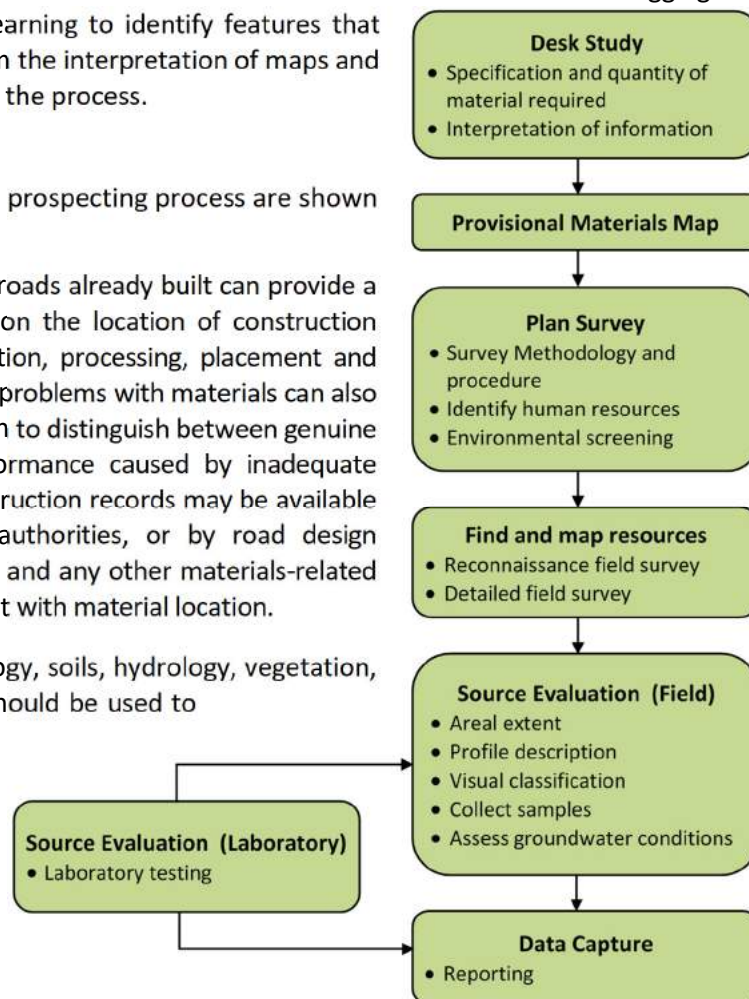 earning to identify features that
n the interpretation of maps and
the process.
prospecting process are shown
roads already built can provide a
on the location of construction
tion, processing, placement and
problems with materials can also
n to distinguish between genuine
ormance caused by inadequate
ruction records may be available
authorities, or by road design
and any other materials-related
t with material location.
ogy, soils, hydrology, vegetation,
hould be used to
Desk Study
• Specification and quantity of
material required
• Interpretation of information
Provisional Materials Map
Plan Survey
• Survey Methodology and
procedure
• Identify human resources
• Environmental screening
Find and map resources
• Reconnaissance field survey
• Detailed field survey
Source Evaluation (Field)
• Areal extent
• Profile description
• Visual classification
• Collect samples
• Assess groundwater conditions
Source Evaluation (Laboratory)
• Laboratory testing
Data Capture
• Reporting